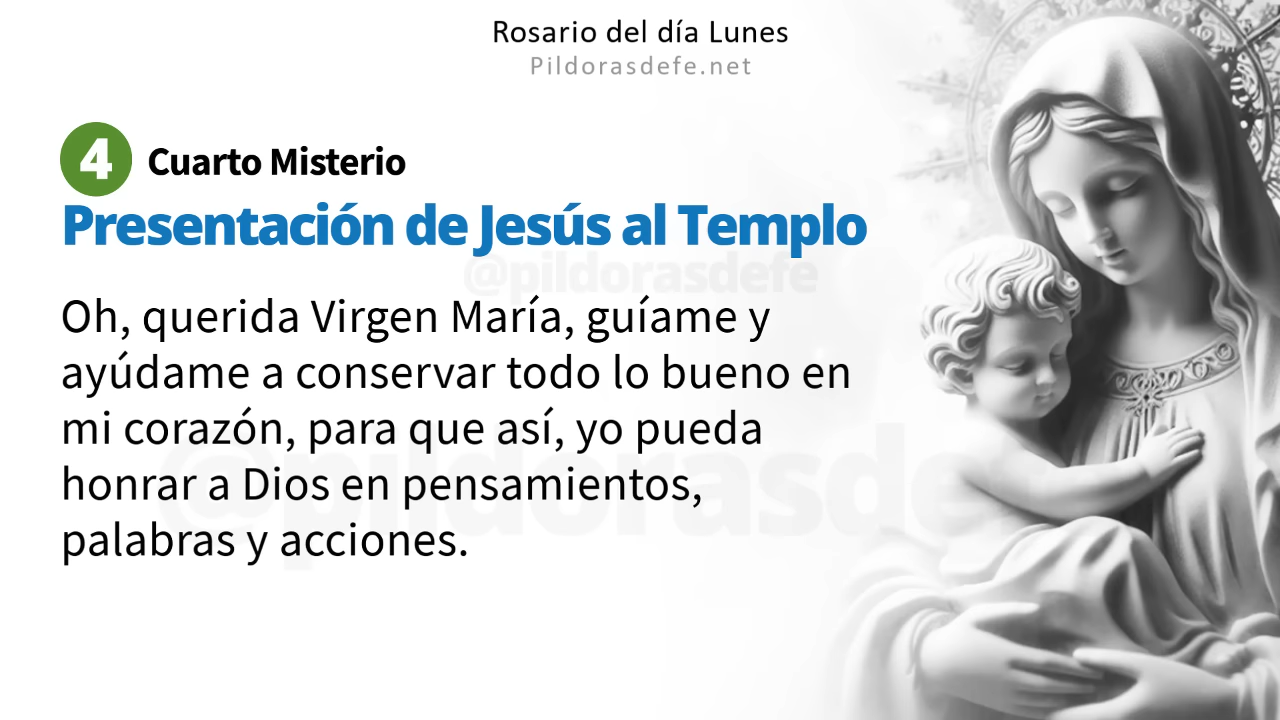 Rosario del día Lunes
Pildorasdefe.net
4 Cuarto Misterio
Presentación de Jesús al Templo
@pildorasdefe
Oh, querida Virgen María, guíame y
ayúdame a conservar todo lo bueno en
mi corazón, para que así, yo pueda
honrar a Dios en pensamientos,
palabras y acciones.
@pildorasde